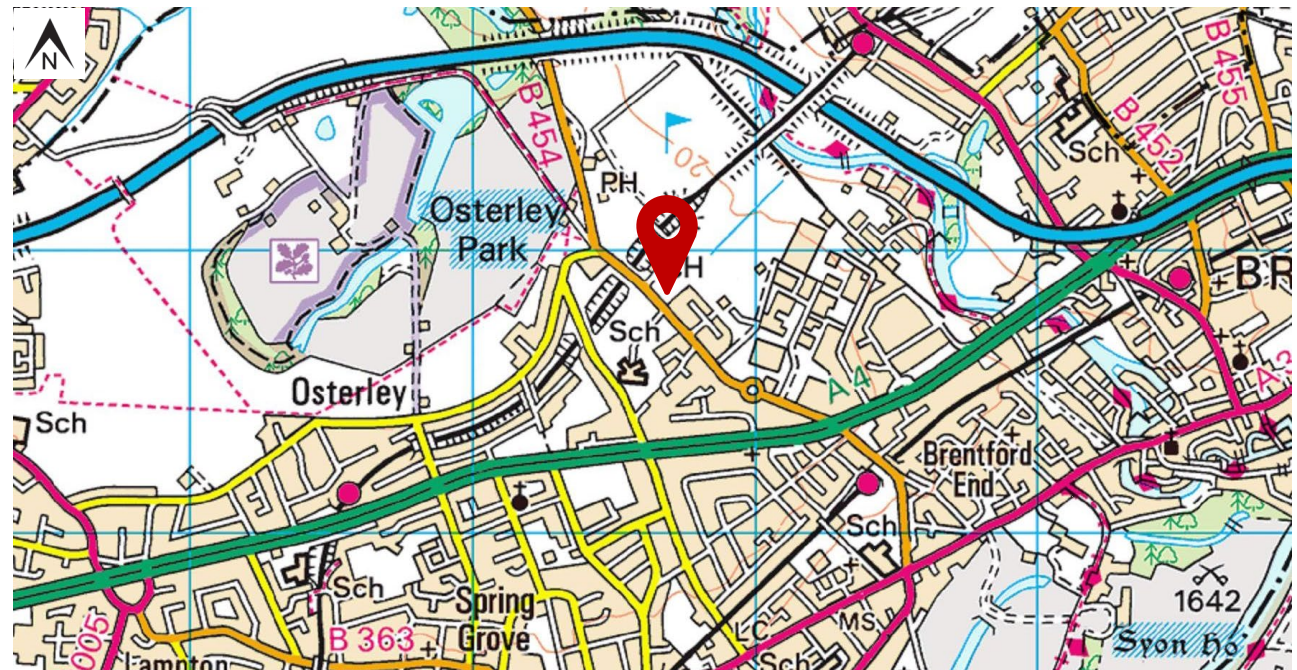 N
B 454
B 455
B 452
Sch
PH
20
Osterley
Park
H
BR
Sch
A 4
Osterley
Sch
Brentford
End
A
Sch
Sch
Spring
Grove
1642
MS
LC
Syon Ho
B 363
005
Lampton
Sch